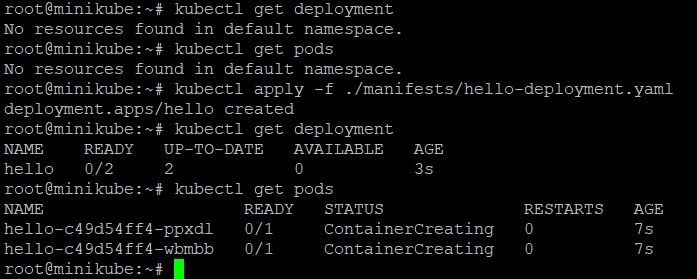 root@minikube:~# kubectl get deployment
No resources found in default namespace.
root@minikube:~# kubectl get pods
No resources found in default namespace.
root@minikube:~# kubectl apply -f ./manifests/hello-deployment.yaml
deployment.apps/hello created
root@minikube:~# kubectl get deployment
NAME    READY   UP-TO-DATE   AVAILABLE   AGE
hello   0/2     2            0           3s
root@minikube:~# kubectl get pods
NAME                    READY   STATUS              RESTARTS   AGE
hello-c49d54ff4-ppxdl   0/1     ContainerCreating   0          7s
hello-c49d54ff4-wbmbb   0/1     ContainerCreating   0          7s
root@minikube:~#